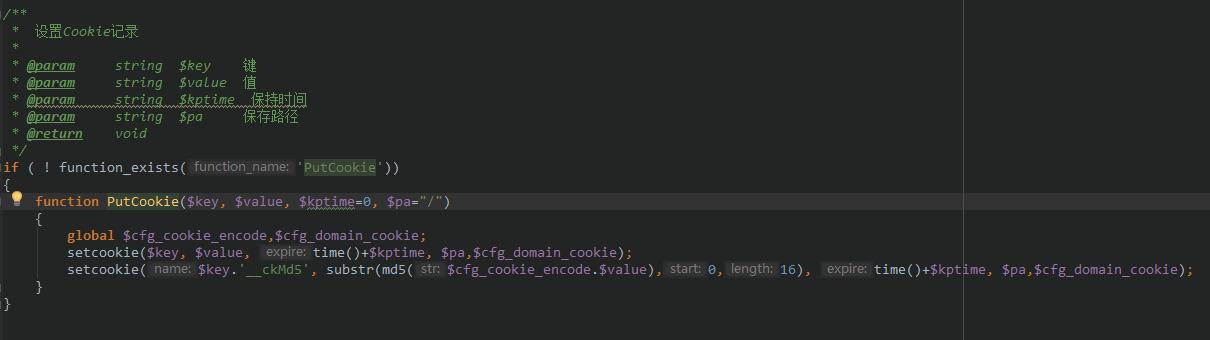 /**
 *  设置Cookie记录
 *
 * @param     string  $key    键
 * @param     string  $value  值
 * @param     string  $kptime  保持时间
 * @param     string  $pa     保存路径
 * @return    void
 */
if ( ! function_exists( function_name: 'PutCookie'))
{
    function PutCookie($key, $value, $kptime=0, $pa="/")
    {
        global $cfg_cookie_encode,$cfg_domain_cookie;
        setcookie($key, $value, expire: time()+$kptime, $pa,$cfg_domain_cookie);
        setcookie( name: $key.'__ckMd5', substr(md5( str: $cfg_cookie_encode.$value), start: 0, length: 16), expire: time()+$kptime, $pa,$cfg_domain_cookie);
    }
}